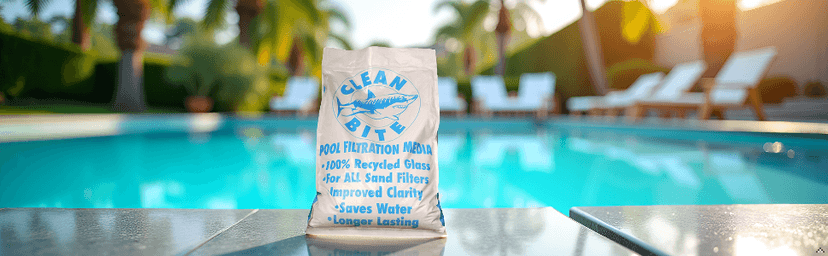 CLEAN
BITE
POOL FILTRATION MEDIA
•100% Recycled Glass
•For ALL Sand Filters
•Improved Clarity
•Saves Water
•Longer Lasting